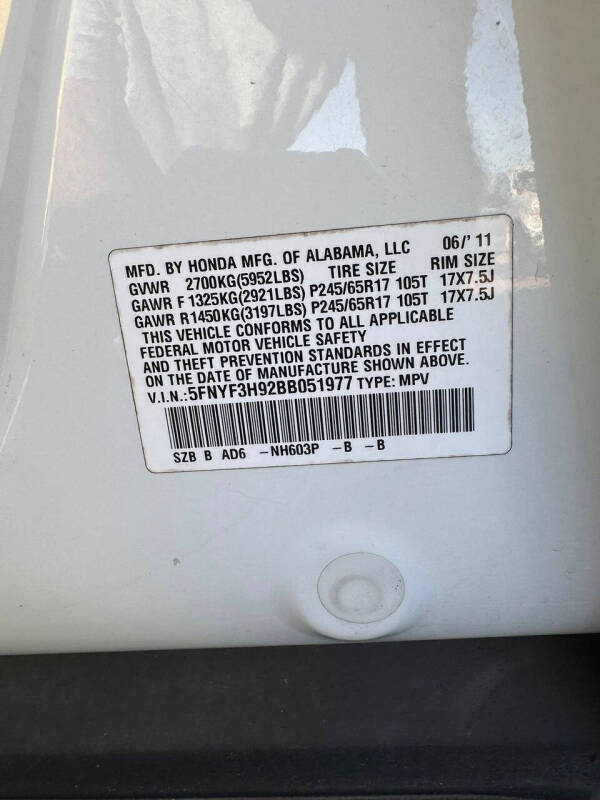 MFD. BY HONDA MFG. OF ALABAMA, LLC 06/'11
GVWR 2700KG(5952LBS) TIRE SIZE RIM SIZE
GAWR F 1325KG(2921LBS) P245/65R17 105T 17X7.5J
GAWR R1450KG(3197LBS) P245/65R17 105T 17X7.5J
THIS VEHICLE CONFORMS TO ALL APPLICABLE
FEDERAL MOTOR VEHICLE SAFETY
AND THEFT PREVENTION STANDARDS IN EFFECT
ON THE DATE OF MANUFACTURE SHOWN ABOVE.
V.I.N.:5FNYF3H92BB051977 TYPE: MPV
SZB B AD6 -NH603P -B -B